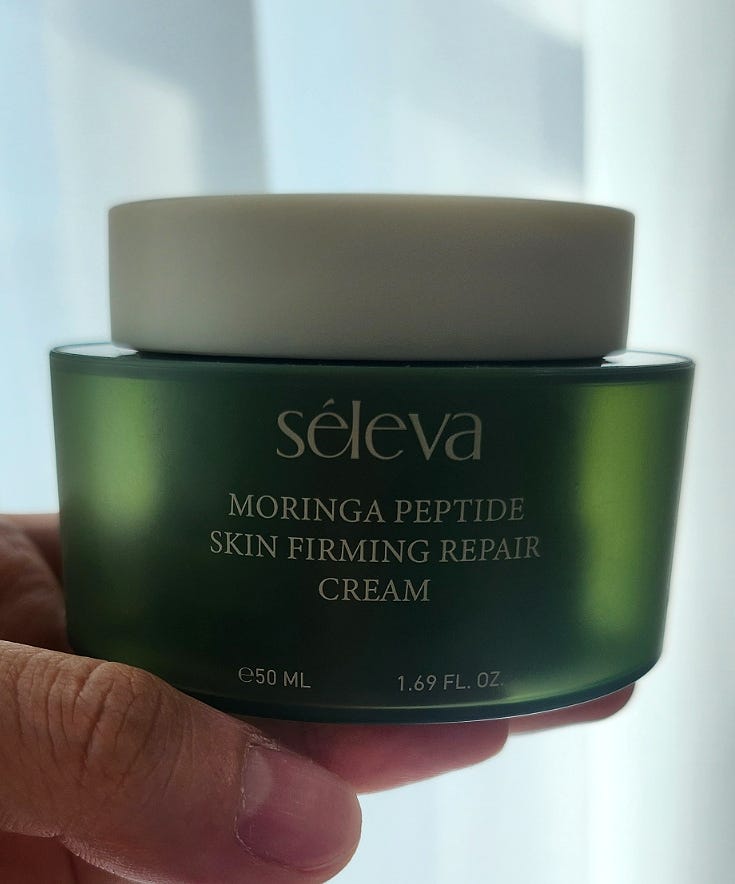 séleva
MORINGA PEPTIDE
SKIN FIRMING REPAIR
CREAM
℮50 ML 1.69 FL. OZ.